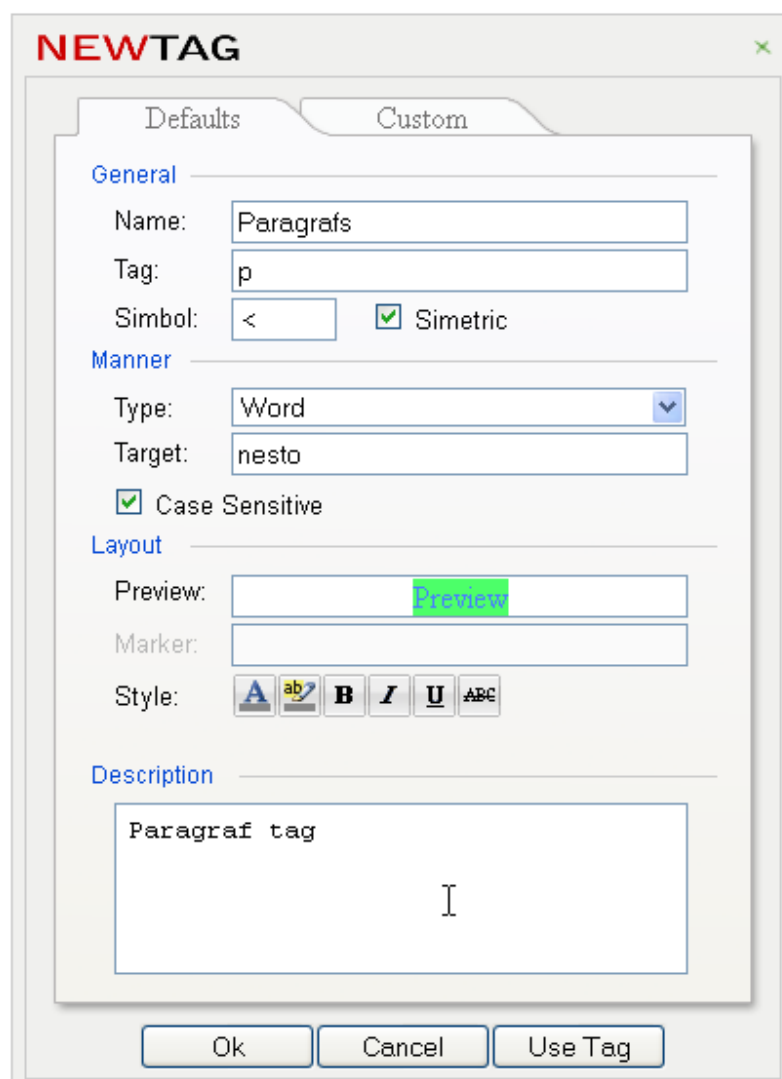 NEWTAG
Defaults Custom
General
Name: Paragrafs
Tag: p
Simbol: < Simetric
Manner
Type: Word
Target: nesto
Case Sensitive
Layout
Preview: Preview
Marker:
Style: A ab B I U ABC
Description
Paragraf tag
Ok Cancel Use Tag